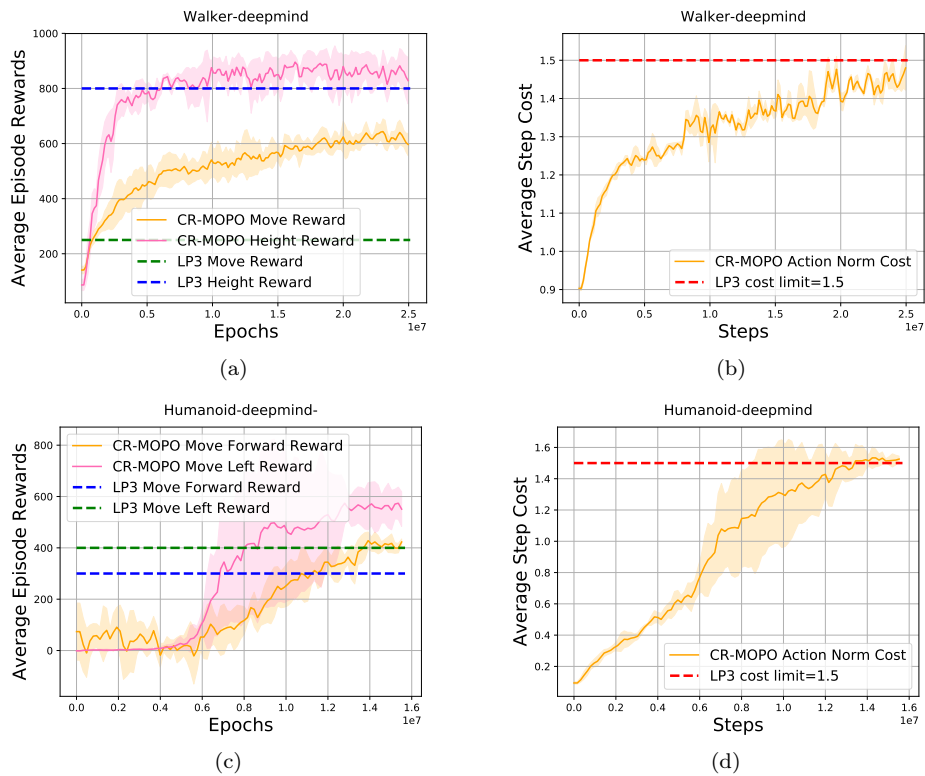 Walker-deepmind
Average Episode Rewards
1000
800
600
400
200
CR-MOPO Move Reward
CR-MOPO Height Reward
LP3 Move Reward
LP3 Height Reward
0.0 0.5 1.0 1.5 2.0 2.5
1e7
Epochs
(a)
Walker-deepmind
Average Step Cost
1.5
1.4
1.3
1.2
1.1
1.0
0.9
CR-MOPO Action Norm Cost
LP3 cost limit=1.5
0.0 0.5 1.0 1.5 2.0 2.5
1e7
Steps
(b)
Humanoid-deepmind-
Average Episode Rewards
800
600
400
200
0
CR-MOPO Move Forward Reward
CR-MOPO Move Left Reward
LP3 Move Forward Reward
LP3 Move Left Reward
0.0 0.2 0.4 0.6 0.8 1.0 1.2 1.4 1.6
1e7
Epochs
(c)
Humanoid-deepmind
Average Step Cost
1.6
1.4
1.2
1.0
0.8
0.6
0.4
0.2
CR-MOPO Action Norm Cost
LP3 cost limit=1.5
0.0 0.2 0.4 0.6 0.8 1.0 1.2 1.4 1.6
1e7
Steps
(d)